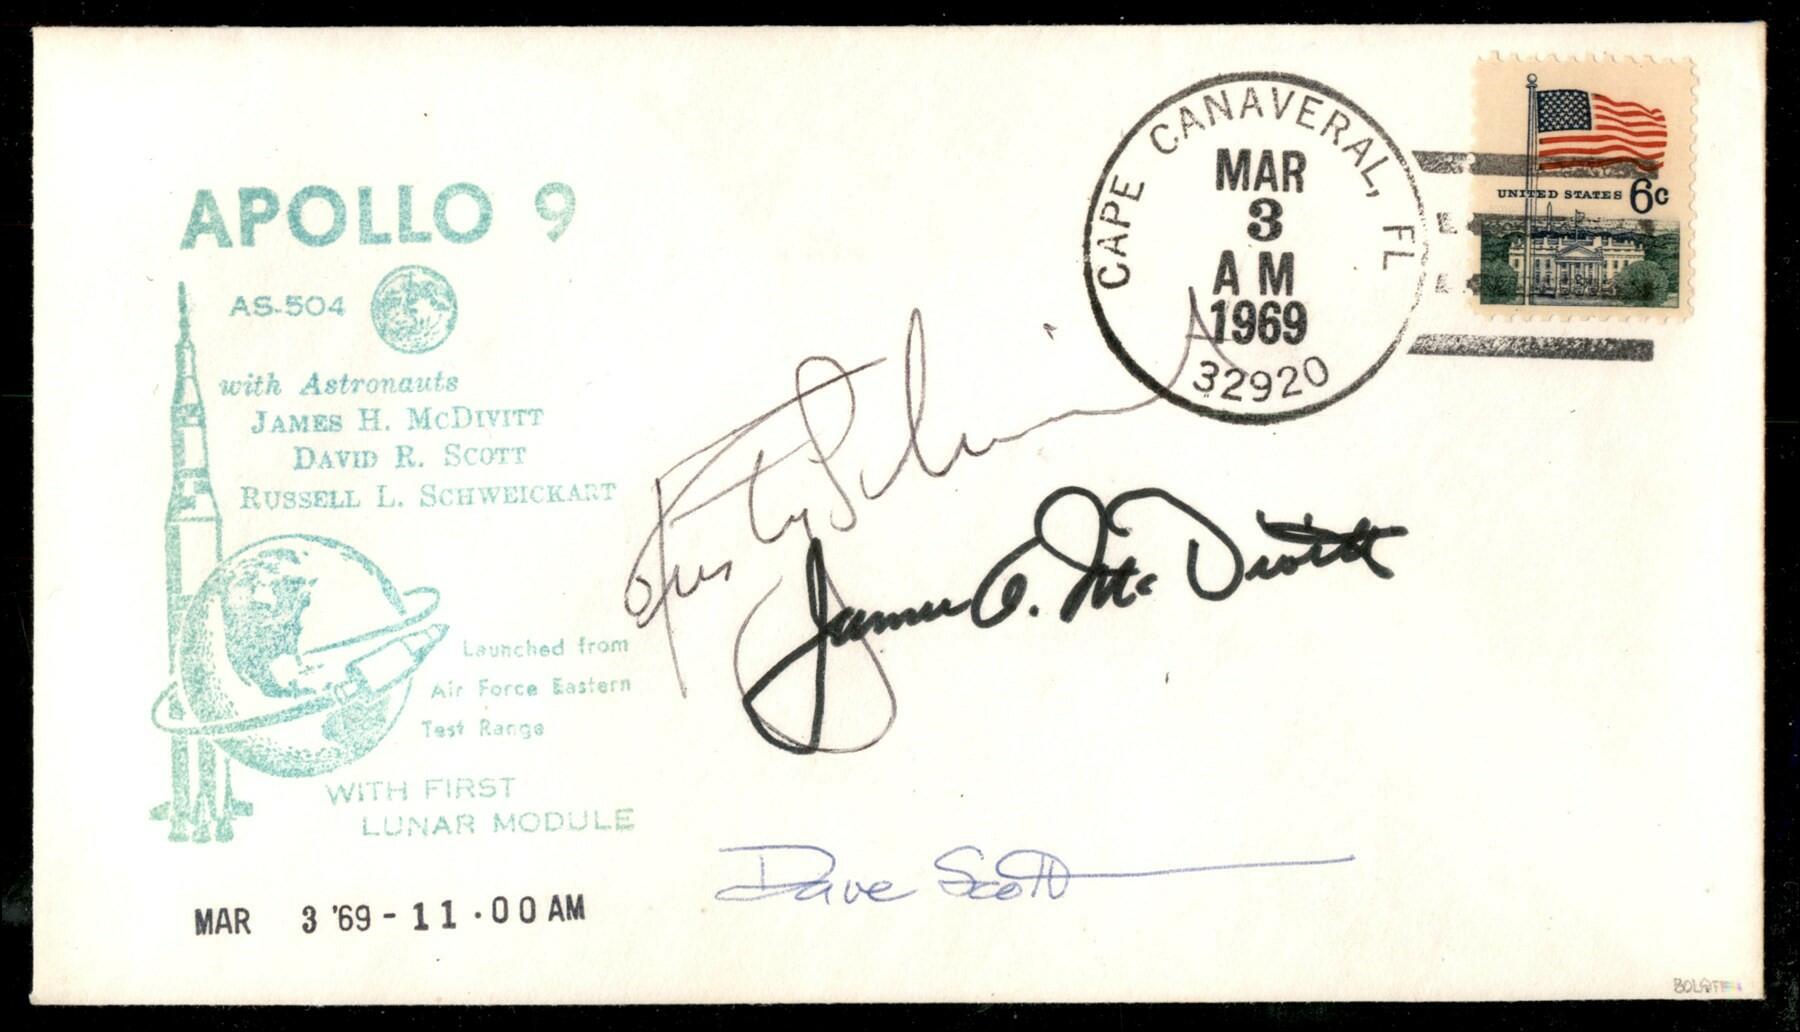 APOLLO 9
AS-504
with Astronauts
JAMES H. MCDIVITT
DAVID R. SCOTT
RUSSELL L. SCHWEICKART
Launched from
Air Force Eastern
Test Range
WITH FIRST
LUNAR MODULE
MAR 3 '69 - 11.00 AM
CAPE CANAVERAL, FL
MAR
3
AM
1969
32920
UNITED STATES 6c
Rusty
James A. McDivitt
Dave Scott